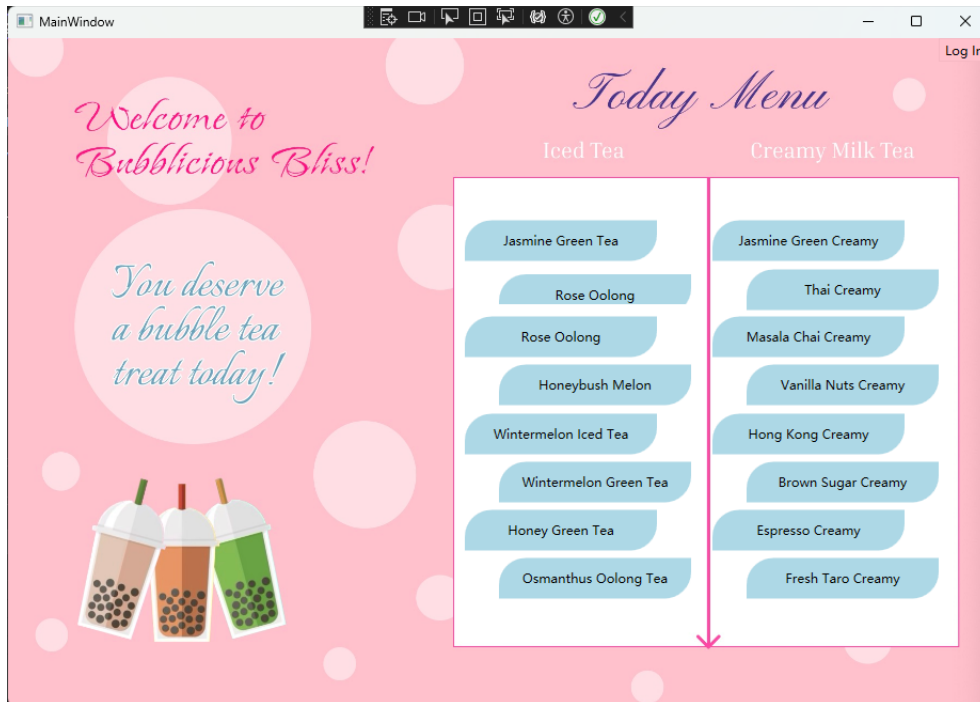 MainWindow
Log In
Welcome to
Bubblicious Bliss!
You deserve
a bubble tea
treat today!
Today Menu
Iced Tea
Creamy Milk Tea
Jasmine Green Tea
Jasmine Green Creamy
Rose Oolong
Thai Creamy
Rose Oolong
Masala Chai Creamy
Honeybush Melon
Vanilla Nuts Creamy
Wintermelon Iced Tea
Hong Kong Creamy
Wintermelon Green Tea
Brown Sugar Creamy
Honey Green Tea
Espresso Creamy
Osmanthus Oolong Tea
Fresh Taro Creamy